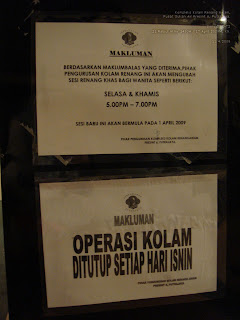 MAKLUMAN
BERDASARKAN MAKLUMBALAS YANG DITERIMA, PIHAK
PENGURUSAN KOLAM RENANG INI AKAN MENGUBAH
SESI RENANG KHAS BAGI WANITA SEPERTI BERIKUT:
SELASA & KHAMIS
5.00PM - 7.00PM
SESI BARU INI AKAN BERMULA PADA 1 APRIL 2009
MAKLUMAN
OPERASI KOLAM
DITUTUP SETIAP HARI ISNIN